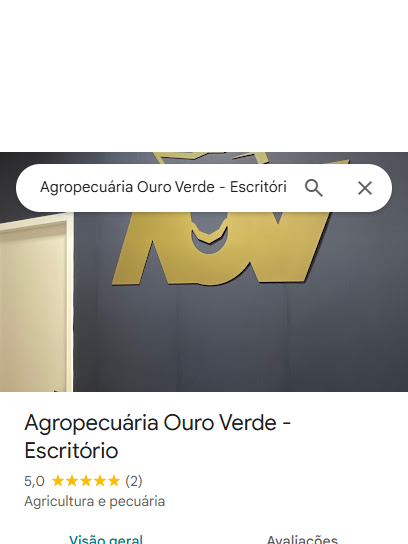 Agropecuária Ouro Verde - Escritóri
AOV
Agropecuária Ouro Verde -
Escritório
5,0 (2)
Agricultura e pecuária
Visão geral Avaliações